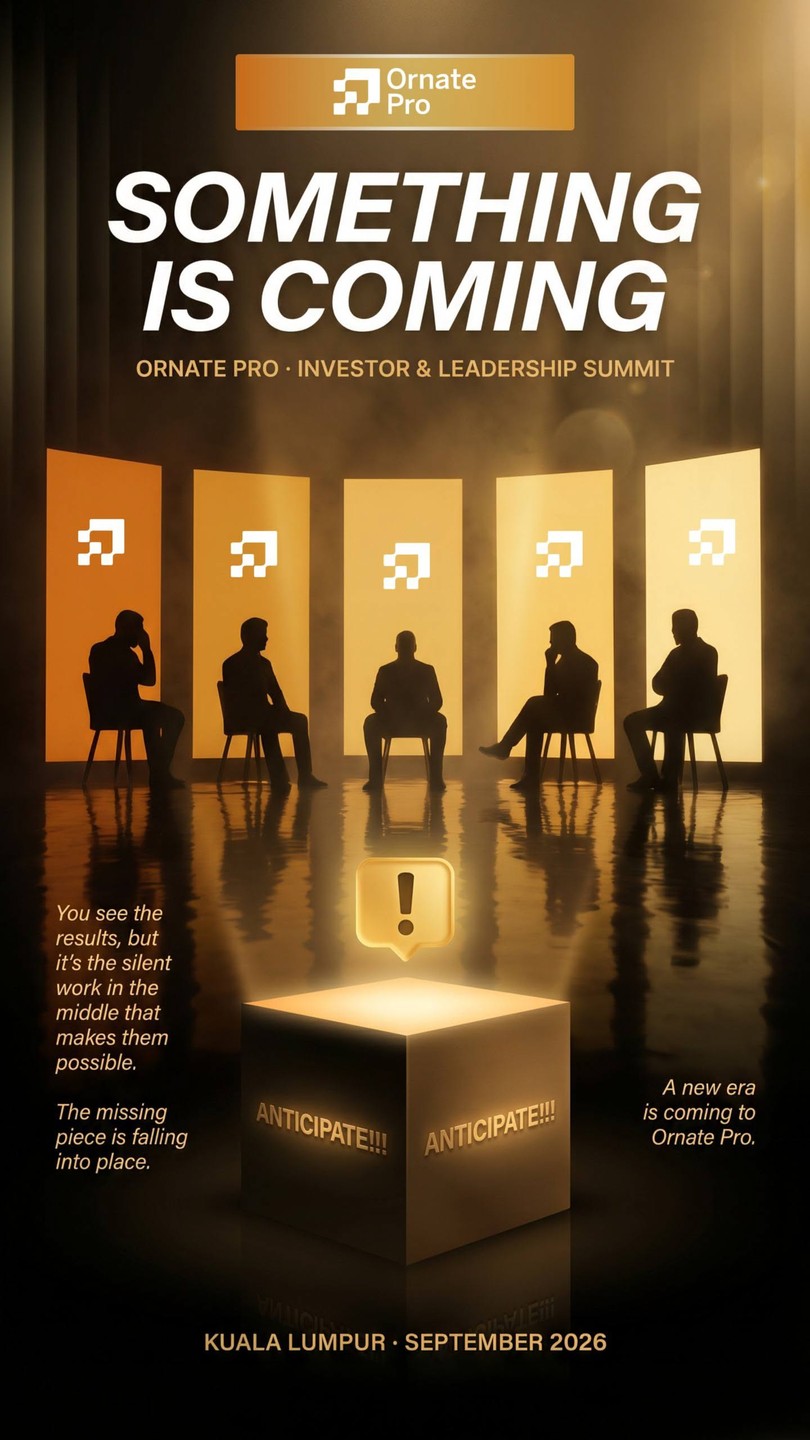 Ornate
Pro
SOMETHING
IS COMING
ORNATE PRO · INVESTOR & LEADERSHIP SUMMIT
You see the
results, but
it’s the silent
work in the
middle that
makes them
possible.
The missing
piece is falling
into place.
A new era
is coming to
Ornate Pro.
ANTICIPATE!!!
ANTICIPATE!!!
KUALA LUMPUR · SEPTEMBER 2026